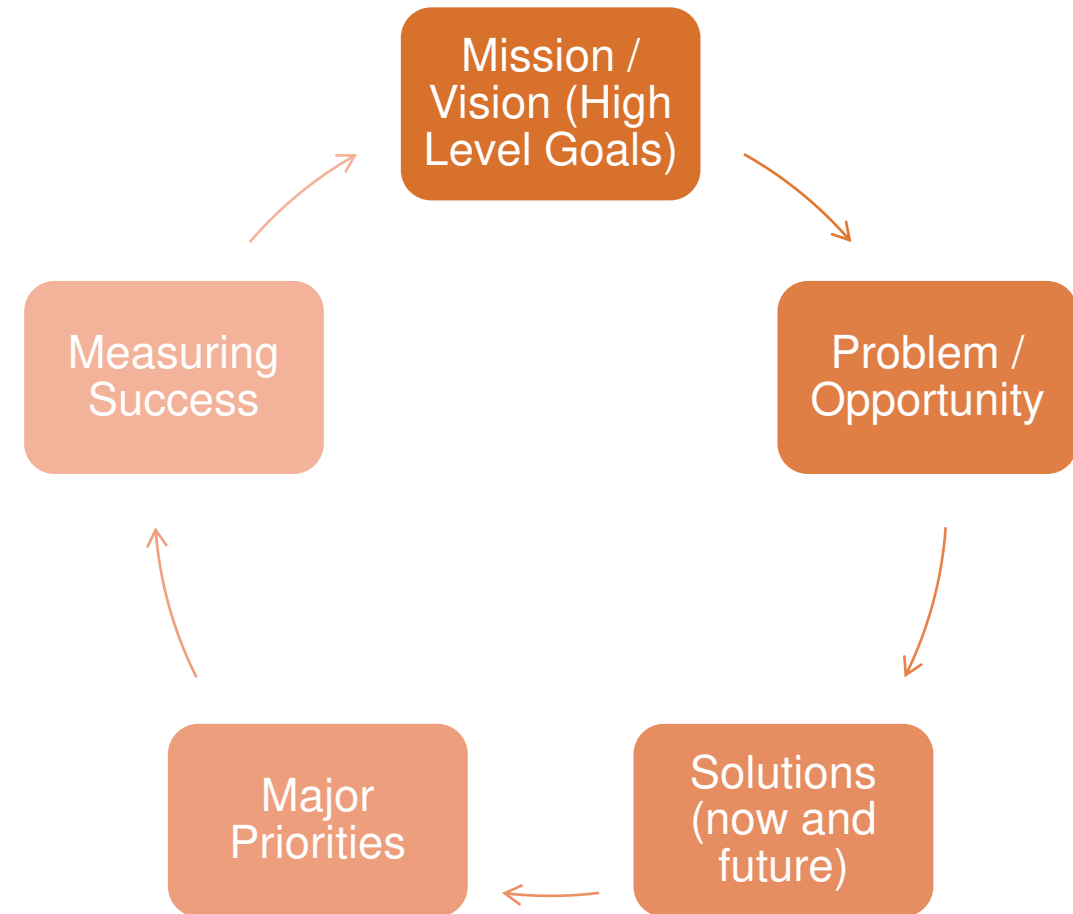 Mission /
Vision (High
Level Goals)
Problem /
Opportunity
Solutions
(now and
future)
Major
Priorities
Measuring
Success